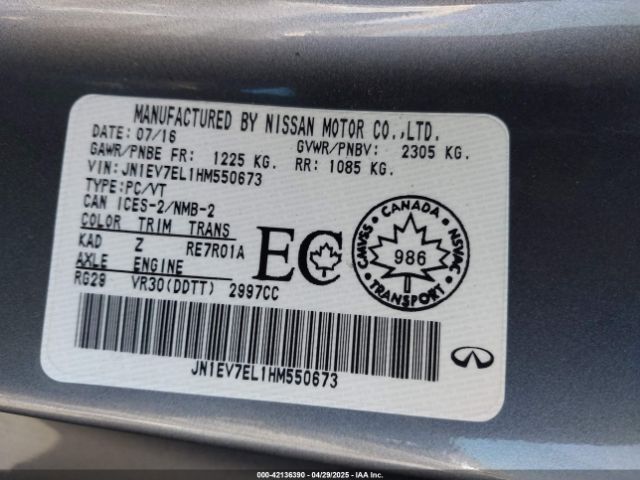 MANUFACTURED BY NISSAN MOTOR CO.,LTD.
DATE: 07/16 GVWR/PNBV: 2305 KG.
GAWR/PNBE FR: 1225 KG. RR: 1085 KG.
VIN: JN1EV7EL1HM550673
TYPE: PC/VT
CAN ICES-2/NMB-2
COLOR TRIM TRANS
KAD Z RE7R01A
AXLE ENGINE
RG29 VR30(DDTT) 2997CC
EC
CANADA
CMVSS NSVAC
986
TRANSPORT
JN1EV7EL1HM550673
INFINITI
000-42136390 - 04/29/2025 - IAA Inc.